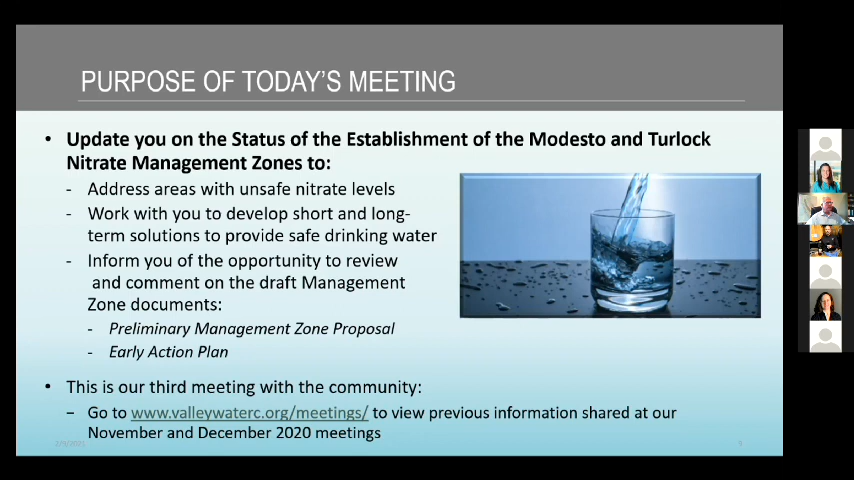 PURPOSE OF TODAY'S MEETING
• Update you on the Status of the Establishment of the Modesto and Turlock
Nitrate Management Zones to:
- Address areas with unsafe nitrate levels
- Work with you to develop short and long-
term solutions to provide safe drinking water
- Inform you of the opportunity to review
and comment on the draft Management
Zone documents:
- Preliminary Management Zone Proposal
- Early Action Plan
• This is our third meeting with the community:
– Go to www.valleywaterc.org/meetings/ to view previous information shared at our
November and December 2020 meetings